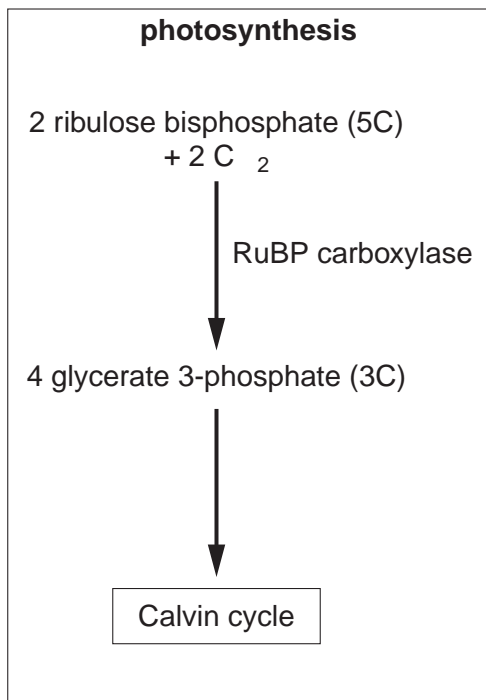 photosynthesis
2 ribulose bisphosphate (5C)
+ 2 C 2
RuBP carboxylase
4 glycerate 3-phosphate (3C)
Calvin cycle